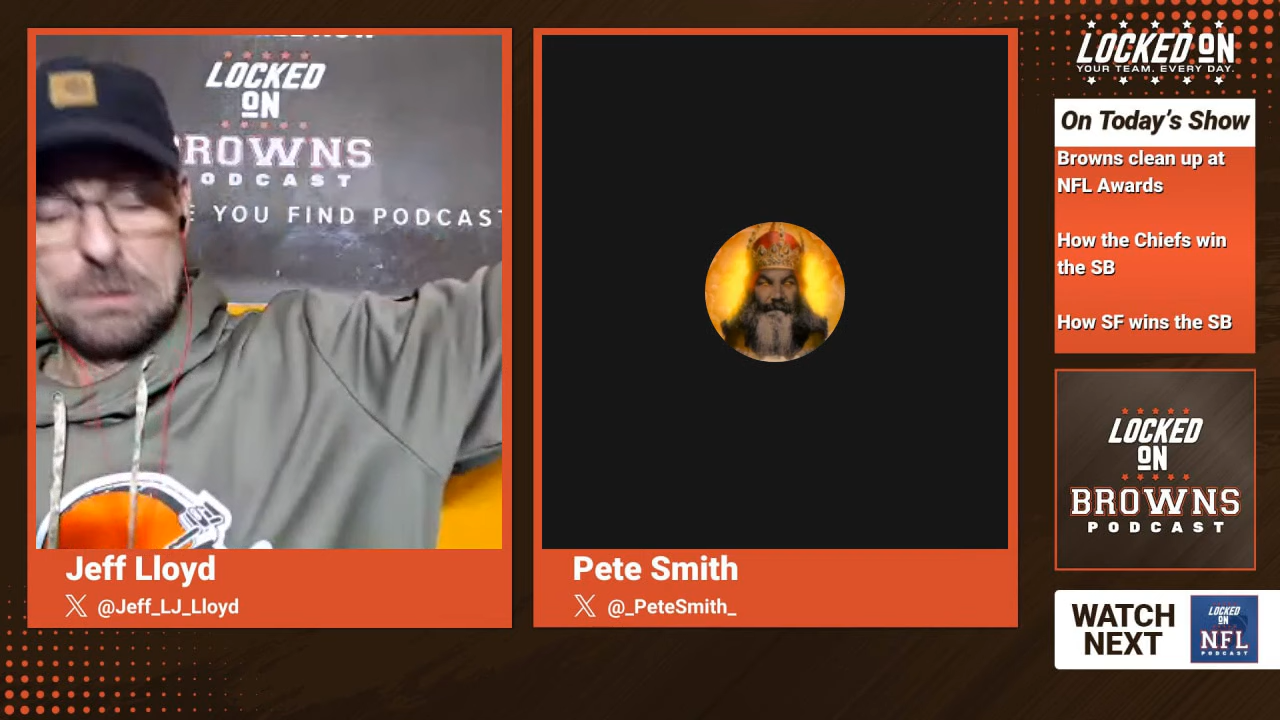 LOCKED
ON
BROWNS
PODCAST
YOU FIND PODCAST
Jeff Lloyd
X @Jeff_LJ_Lloyd
Pete Smith
X @_PeteSmith_
LOCKED ON
YOUR TEAM. EVERY DAY.
On Today's Show
Browns clean up at
NFL Awards
How the Chiefs win
the SB
How SF wins the SB
LOCKED
ON
BROWNS
PODCAST
WATCH
NEXT
LOCKED
ON
NFL
PODCAST